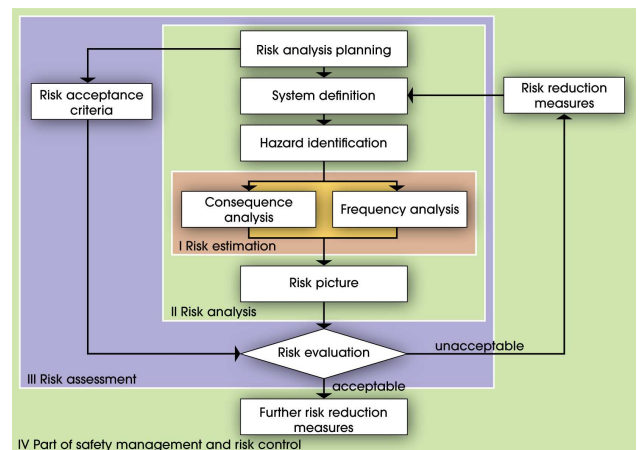 Risk analysis planning
Risk acceptance
criteria
System definition
Risk reduction
measures
Hazard identification
Consequence
analysis
Frequency analysis
I Risk estimation
Risk picture
II Risk analysis
Risk evaluation
unacceptable
III Risk assessment
acceptable
Further risk reduction
measures
IV Part of safety management and risk control